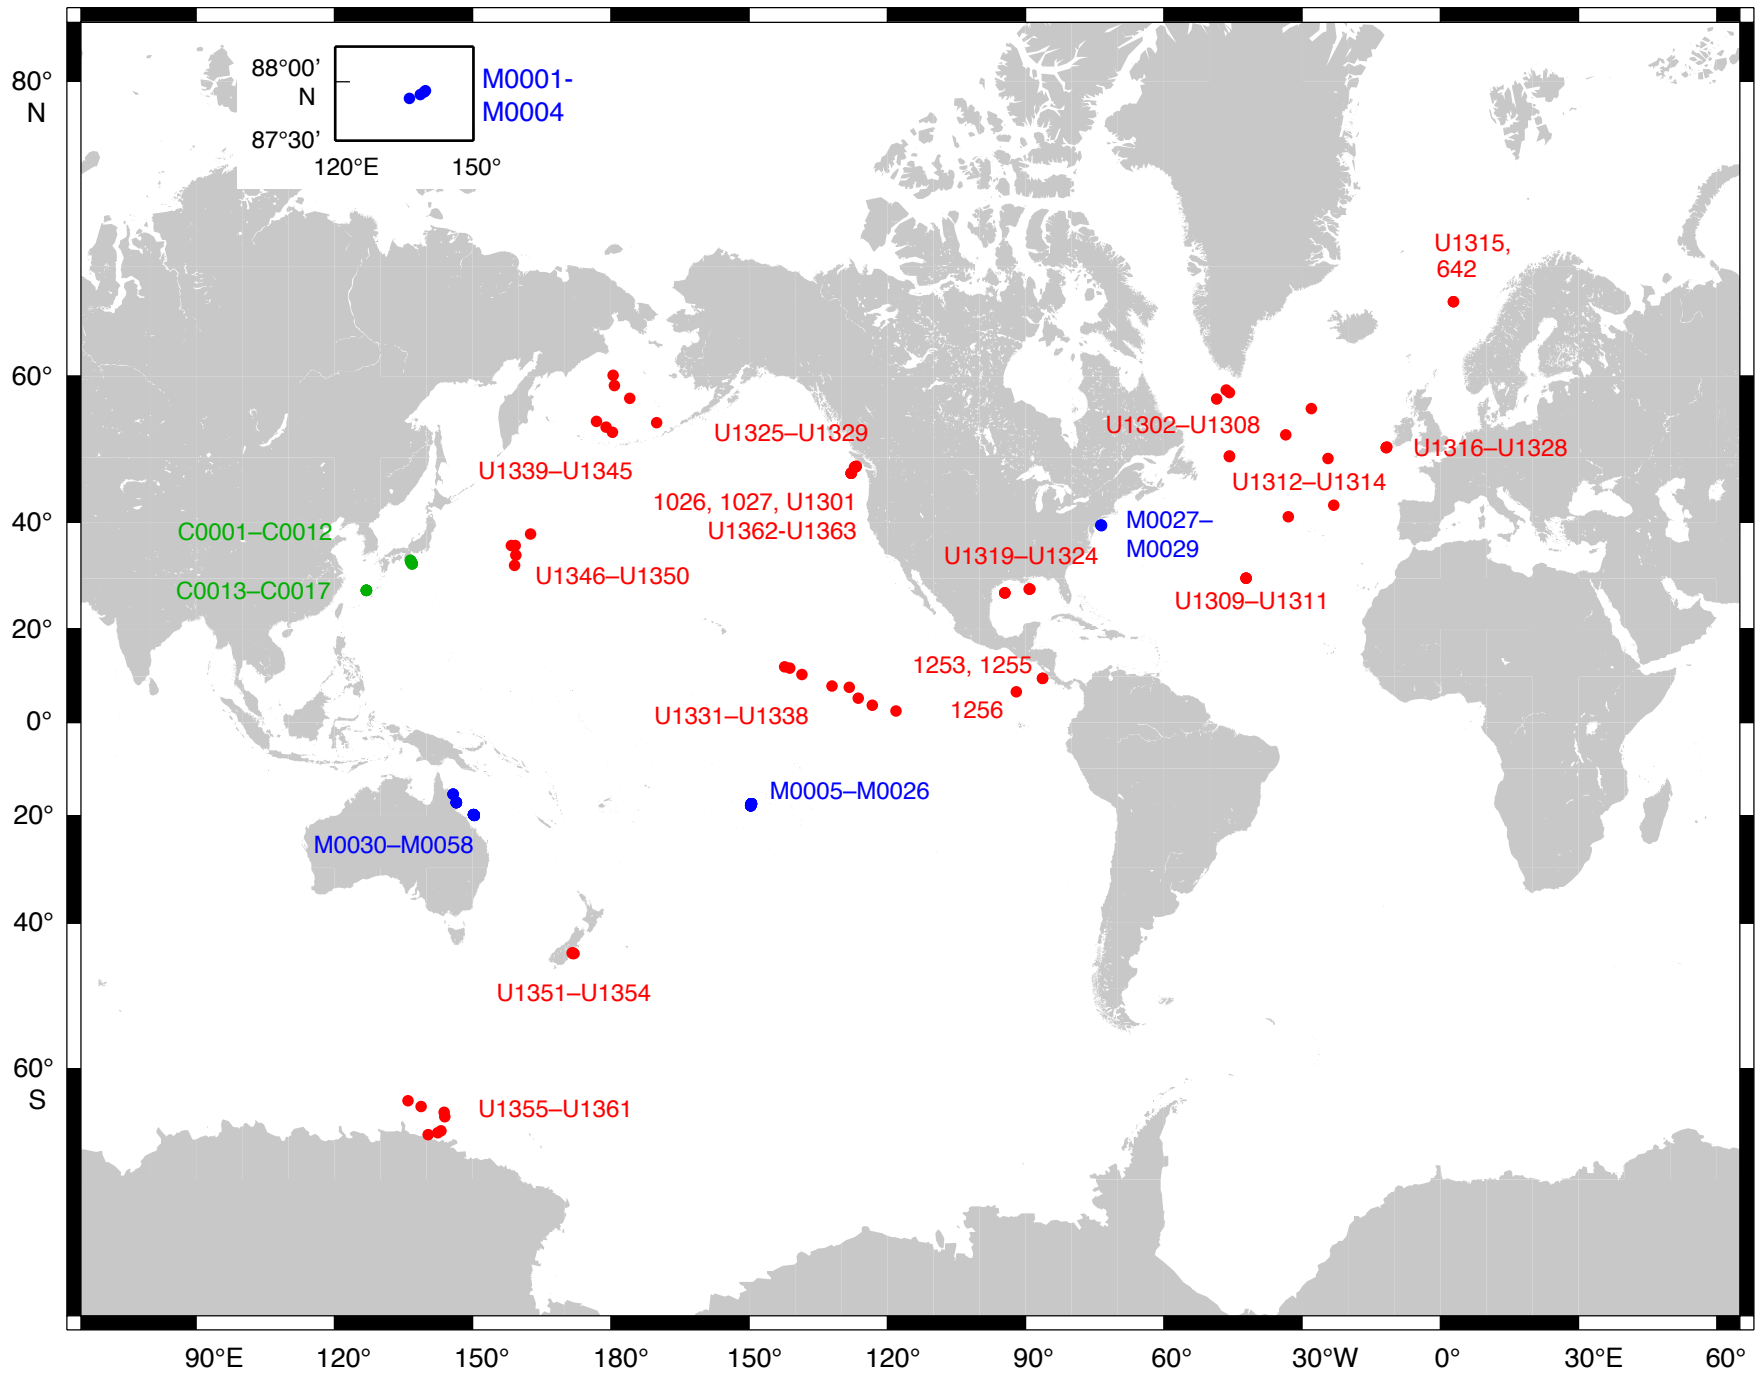 88°00'
N
87°30'
120°E
150°
M0001-
M0004
80°
N
60°
40°
20°
0°
20°
40°
60°
S
U1315,
642
U1302–U1308
U1316–U1328
U1312–U1314
U1325–U1329
U1339–U1345
1026, 1027, U1301
U1362-U1363
C0001–C0012
M0027–
M0029
U1319–U1324
U1346–U1350
C0013–C0017
U1309–U1311
1253, 1255
1256
U1331–U1338
M0005–M0026
M0030–M0058
U1351–U1354
U1355–U1361
90°E
120°
150°
180°
150°
120°
90°
60°
30°W
0°
30°E
60°